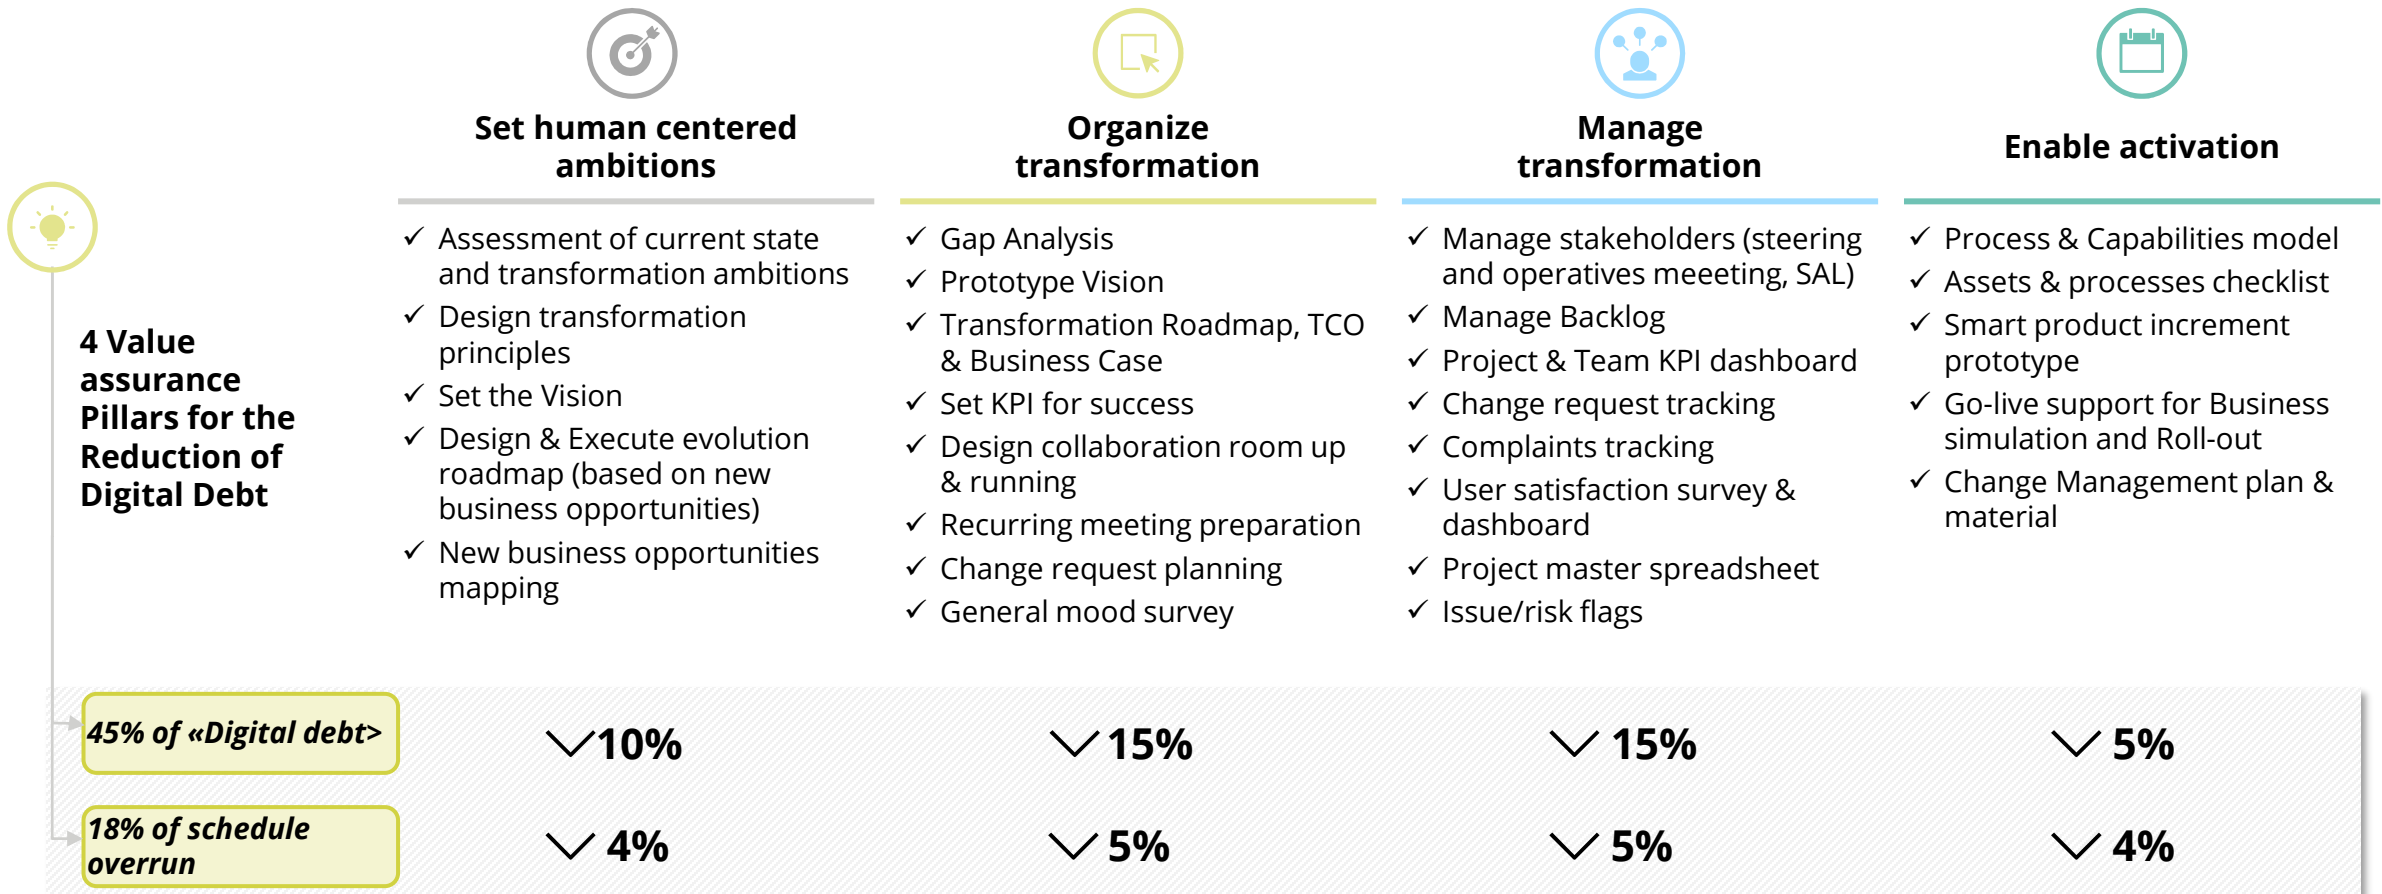 Set human centered
ambitions
Organize
transformation
Manage
transformation
Enable activation
4 Value
assurance
Pillars for the
Reduction of
Digital Debt
✓ Assessment of current state
and transformation ambitions
✓ Design transformation
principles
✓ Set the Vision
✓ Design & Execute evolution
roadmap (based on new
business opportunities)
✓ New business opportunities
mapping
✓ Gap Analysis
✓ Prototype Vision
✓ Transformation Roadmap, TCO
& Business Case
✓ Set KPI for success
✓ Design collaboration room up
& running
✓ Recurring meeting preparation
✓ Change request planning
✓ General mood survey
✓ Manage stakeholders (steering
and operatives meeeting, SAL)
✓ Manage Backlog
✓ Project & Team KPI dashboard
✓ Change request tracking
✓ Complaints tracking
✓ User satisfaction survey &
dashboard
✓ Project master spreadsheet
✓ Issue/risk flags
✓ Process & Capabilities model
✓ Assets & processes checklist
✓ Smart product increment
prototype
✓ Go-live support for Business
simulation and Roll-out
✓ Change Management plan &
material
45% of «Digital debt>
10%
15%
15%
5%
18% of schedule
overrun
4%
5%
5%
4%